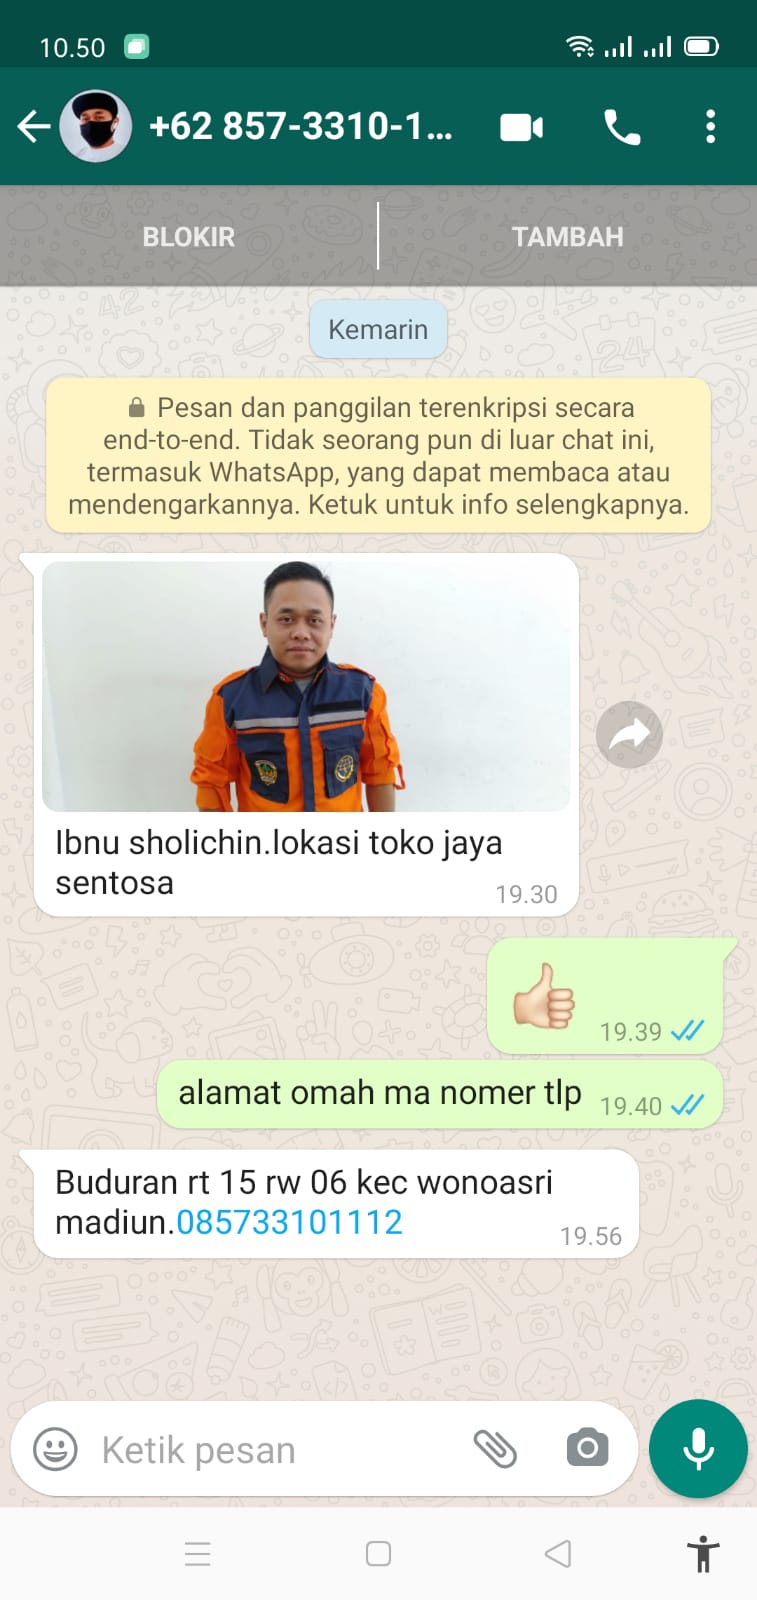 10.50
+62 857-3310-1...
BLOKIR
TAMBAH
Kemarin
Pesan dan panggilan terenkripsi secara
end-to-end. Tidak seorang pun di luar chat ini,
termasuk WhatsApp, yang dapat membaca atau
mendengarkannya. Ketuk untuk info selengkapnya.
Ibnu sholichin.lokasi toko jaya
sentosa
19.30
19.39
alamat omah ma nomer tlp
19.40
Buduran rt 15 rw 06 kec wonoasri
madiun.085733101112
19.56
Ketik pesan